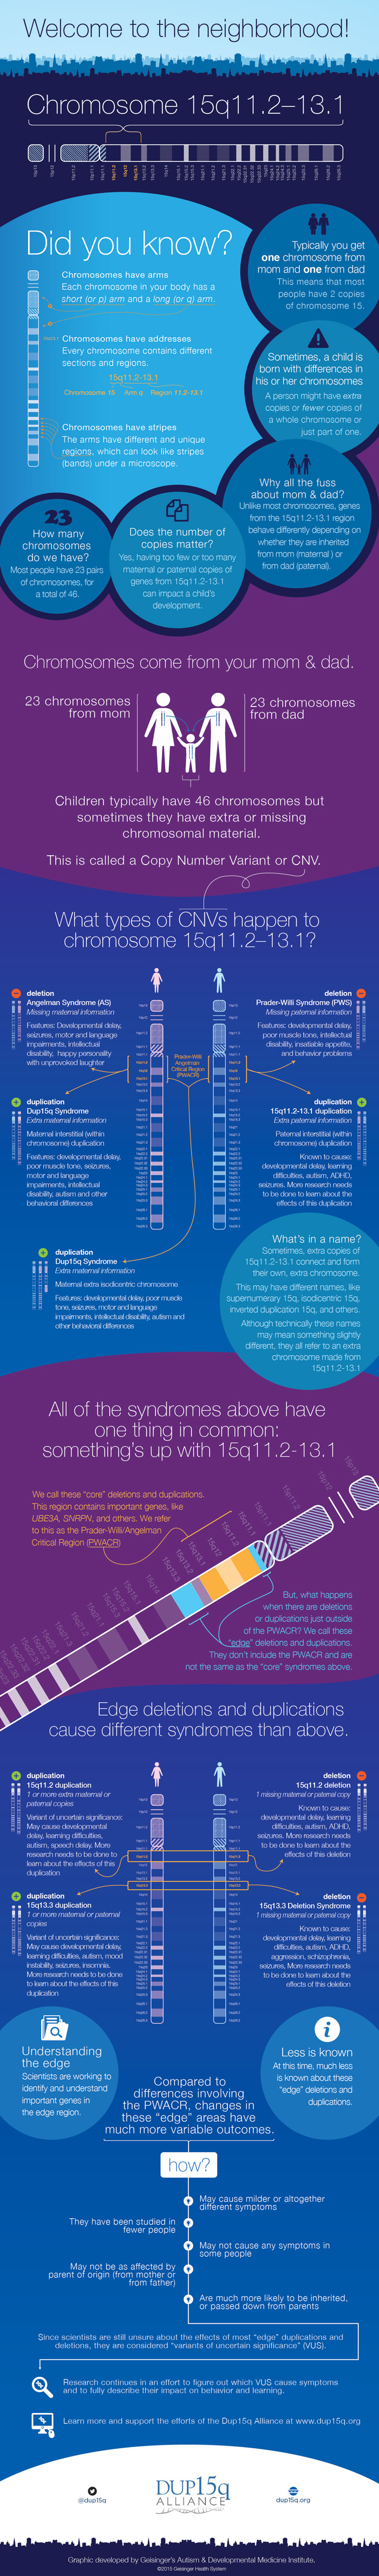 Welcome to the neighborhood!
Chromosome 15q11.2–13.1
Did you know?
Chromosomes have arms
Each chromosome in your body has a
short (or p) arm and a long (or q) arm.
Chromosomes have addresses
Every chromosome contains different
sections and regions.
15q11.2-13.1
Chromosome 15 Arm q Region 11.2-13.1
Chromosomes have stripes
The arms have different and unique
regions, which can look like stripes
(bands) under a microscope.
Typically you get
one chromosome from
mom and one from dad
This means that most
people have 2 copies
of chromosome 15.
Sometimes, a child is
born with differences in
his or her chromosomes
A person might have extra
copies or fewer copies of
a whole chromosome or
just part of one.
Why all the fuss
about mom & dad?
Unlike most chromosomes, genes
from the 15q11.2-13.1 region
behave differently depending on
whether they are inherited
from mom (maternal ) or
from dad (paternal).
23
How many
chromosomes
do we have?
Most people have 23 pairs
of chromosomes, for
a total of 46.
Does the number of
copies matter?
Yes, having too few or too many
maternal or paternal copies of
genes from 15q11.2-13.1
can impact a child's
development.
Chromosomes come from your mom & dad.
23 chromosomes
from mom
23 chromosomes
from dad
Children typically have 46 chromosomes but
sometimes they have extra or missing
chromosomal material.
This is called a Copy Number Variant or CNV.
What types of CNVs happen to
chromosome 15q11.2–13.1?
deletion
Angelman Syndrome (AS)
Missing maternal information
Features: Developmental delay,
seizures, motor and language
impairments, intellectual
disability, happy personality
with unprovoked laughter
deletion
Prader-Willi Syndrome (PWS)
Missing paternal information
Features: developmental delay,
poor muscle tone, intellectual
disability, insatiable appetite,
and behavior problems
Prader-Willi
Angelman
Critical Region
(PWACR)
duplication
Dup15q Syndrome
Extra maternal information
Maternal interstitial (within
chromosome) duplication
Features: developmental delay,
poor muscle tone, seizures,
motor and language
impairments, intellectual
disability, autism and other
behavioral differences
duplication
15q11.2-13.1 duplication
Extra paternal information
Paternal interstitial (within
chromosome) duplication
Known to cause:
developmental delay, learning
difficulties, autism, ADHD,
seizures. More research needs
to be done to learn about the
effects of this duplication
duplication
Dup15q Syndrome
Extra maternal information
Maternal extra isodicentric chromosome
Features: developmental delay, poor muscle
tone, seizures, motor and language
impairments, intellectual disability, autism and
other behavioral differences
What's in a name?
Sometimes, extra copies of
15q11.2-13.1 connect and form
their own, extra chromosome.
This may have different names, like
supernumerary 15q, isodicentric 15q,
inverted duplication 15q, and others.
Although technically these names
may mean something slightly
different, they all refer to an extra
chromosome made from
15q11.2-13.1
All of the syndromes above have
one thing in common:
something's up with 15q11.2-13.1
We call these "core" deletions and duplications.
This region contains important genes, like
UBE3A, SNRPN, and others. We refer
to this as the Prader-Willi/Angelman
Critical Region (PWACR)
But, what happens
when there are deletions
or duplications just outside
of the PWACR? We call these
"edge" deletions and duplications.
They don't include the PWACR and are
not the same as the "core" syndromes above.
Edge deletions and duplications
cause different syndromes than above.
duplication
15q11.2 duplication
1 or more extra maternal or
paternal copies
Variant of uncertain significance:
May cause developmental
delay, learning difficulties,
autism, speech delay. More
research needs to be done to
learn about the effects of this
duplication
deletion
15q11.2 deletion
1 missing maternal or paternal copy
Known to cause:
developmental delay, learning
difficulties, autism, ADHD,
seizures. More research needs
to be done to learn about the
effects of this deletion
duplication
15q13.3 duplication
1 or more maternal or paternal
copies
Variant of uncertain significance:
May cause developmental delay,
learning difficulties, autism, mood
instability, seizures, insomnia.
More research needs to be done
to learn about the effects of this
duplication
deletion
15q13.3 Deletion Syndrome
1 missing maternal or paternal copy
Known to cause:
developmental delay, learning
difficulties, autism, ADHD,
aggression, schizophrenia,
seizures, More research needs
to be done to learn about the
effects of this deletion
Understanding
the edge
Scientists are working to
identify and understand
important genes in
the edge region.
Less is known
At this time, much less
is known about these
"edge" deletions and
duplications.
Compared to
differences involving
the PWACR, changes in
these "edge" areas have
much more variable outcomes.
how?
May cause milder or altogether
different symptoms
They have been studied in
fewer people
May not cause any symptoms in
some people
May not be as affected by
parent of origin (from mother or
from father)
Are much more likely to be inherited,
or passed down from parents
Since scientists are still unsure about the effects of most "edge" duplications and
deletions, they are considered "variants of uncertain significance" (VUS).
Research continues in an effort to figure out which VUS cause symptoms
and to fully describe their impact on behavior and learning.
Learn more and support the efforts of the Dup15q Alliance at www.dup15q.org
@dup15q
DUP15q
ALLIANCE
dup15q.org
Graphic developed by Geisinger's Autism & Developmental Medicine Institute.
©2015 Geisinger Health System